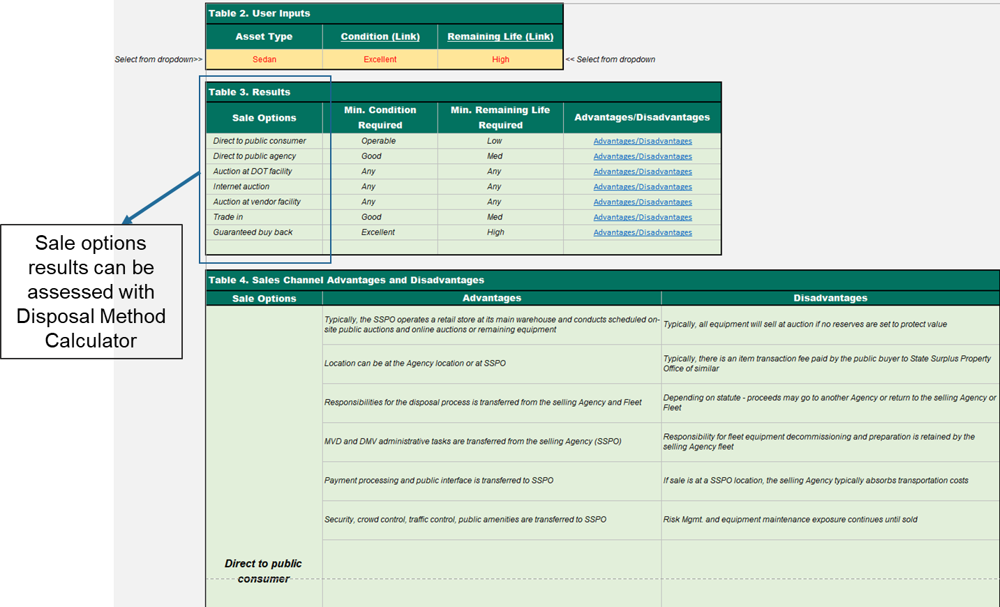 Table 2. User Inputs
Asset Type Condition (Link) Remaining Life (Link)
Select from dropdown>> Sedan Excellent High << Select from dropdown
Table 3. Results
Sale Options Min. Condition Required Min. Remaining Life Required Advantages/Disadvantages
Direct to public consumer Operable Low Advantages/Disadvantages
Direct to public agency Good Med Advantages/Disadvantages
Auction at DOT facility Any Any Advantages/Disadvantages
Internet auction Any Any Advantages/Disadvantages
Auction at vendor facility Any Any Advantages/Disadvantages
Trade in Good Med Advantages/Disadvantages
Guaranteed buy back Excellent High Advantages/Disadvantages
Sale options
results can be
assessed with
Disposal Method
Calculator
Table 4. Sales Channel Advantages and Disadvantages
Sale Options Advantages Disadvantages
Typically, the SSPO operates a retail store at its main warehouse and conducts scheduled on-
site public auctions and online auctions or remaining equipment
Typically, all equipment will sell at auction if no reserves are set to protect value
Location can be at the Agency location or at SSPO
Typically, there is an item transaction fee paid by the public buyer to State Surplus Property
Office of similar
Responsibilities for the disposal process is transferred from the selling Agency and Fleet
Depending on statute - proceeds may go to another Agency or return to the selling Agency or
Fleet
MVD and DMV administrative tasks are transferred from the selling Agency (SSPO)
Responsibility for fleet equipment decommissioning and preparation is retained by the
selling Agency fleet
Payment processing and public interface is transferred to SSPO
If sale is at a SSPO location, the selling Agency typically absorbs transportation costs
Security, crowd control, traffic control, public amenities are transferred to SSPO
Risk Mgmt. and equipment maintenance exposure continues until sold
Direct to public
consumer